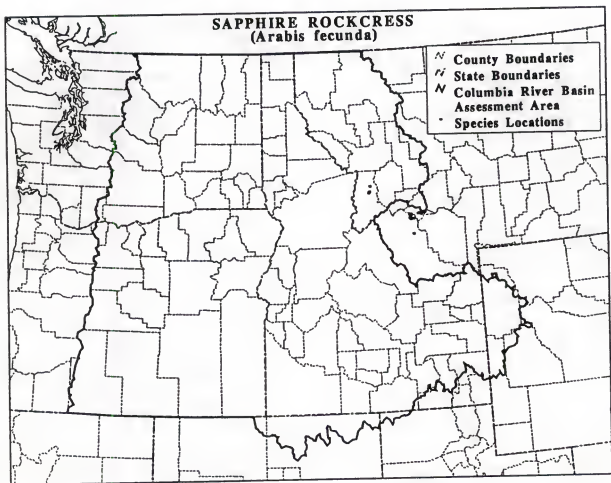 SAPPHIRE ROCKCRESS
(Arabis fecunda)
County Boundaries
State Boundaries
Columbia River Basin
Assessment Area
Species Locations